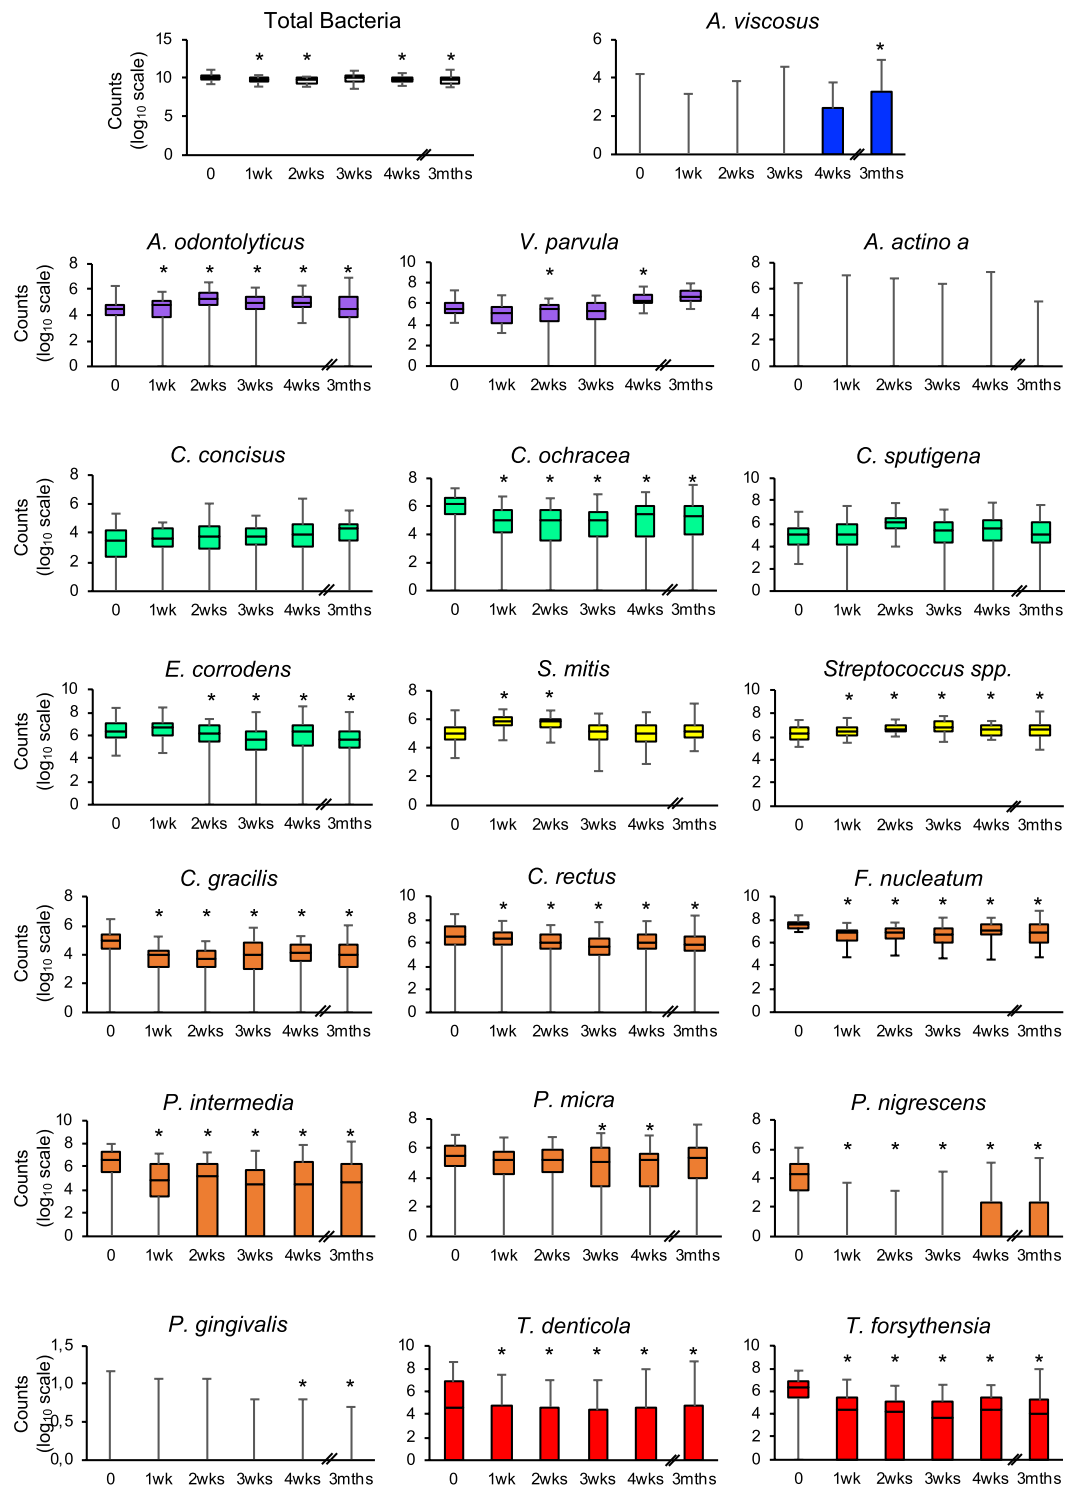 Total Bacteria
A. viscosus
Counts
(log10 scale)
15
10
5
0
* * * *
0 1wk 2wks 3wks 4wks 3mths
6
4
2
0
*
0 1wk 2wks 3wks 4wks 3mths
A. odontolyticus
V. parvula
A. actino a
Counts
(log10 scale)
8
6
4
2
0
* * * * *
0 1wk 2wks 3wks 4wks 3mths
10
8
6
4
2
0
* *
0 1wk 2wks 3wks 4wks 3mths
8
6
4
2
0
0 1wk 2wks 3wks 4wks 3mths
C. concisus
C. ochracea
C. sputigena
Counts
(log10 scale)
8
6
4
2
0
0 1wk 2wks 3wks 4wks 3mths
8
6
4
2
0
* * * * *
0 1wk 2wks 3wks 4wks 3mths
10
8
6
4
2
0
0 1wk 2wks 3wks 4wks 3mths
E. corrodens
S. mitis
Streptococcus spp.
Counts
(log10 scale)
10
8
6
4
2
0
* * * *
0 1wk 2wks 3wks 4wks 3mths
8
6
4
2
0
* *
0 1wk 2wks 3wks 4wks 3mths
10
8
6
4
2
0
* * * * *
0 1wk 2wks 3wks 4wks 3mths
C. gracilis
C. rectus
F. nucleatum
Counts
(log10 scale)
8
6
4
2
0
* * * * *
0 1wk 2wks 3wks 4wks 3mths
10
8
6
4
2
0
* * * * *
0 1wk 2wks 3wks 4wks 3mths
10
8
6
4
2
0
* * * * *
0 1wk 2wks 3wks 4wks 3mths
P. intermedia
P. micra
P. nigrescens
Counts
(log10 scale)
10
8
6
4
2
0
* * * * *
0 1wk 2wks 3wks 4wks 3mths
8
6
4
2
0
* *
0 1wk 2wks 3wks 4wks 3mths
8
6
4
2
0
* * * * *
0 1wk 2wks 3wks 4wks 3mths
P. gingivalis
T. denticola
T. forsythensia
Counts
(log10 scale)
1,5
1,0
0,5
0,0
* *
0 1wk 2wks 3wks 4wks 3mths
10
8
6
4
2
0
* * * * *
0 1wk 2wks 3wks 4wks 3mths
10
8
6
4
2
0
* * * * *
0 1wk 2wks 3wks 4wks 3mths